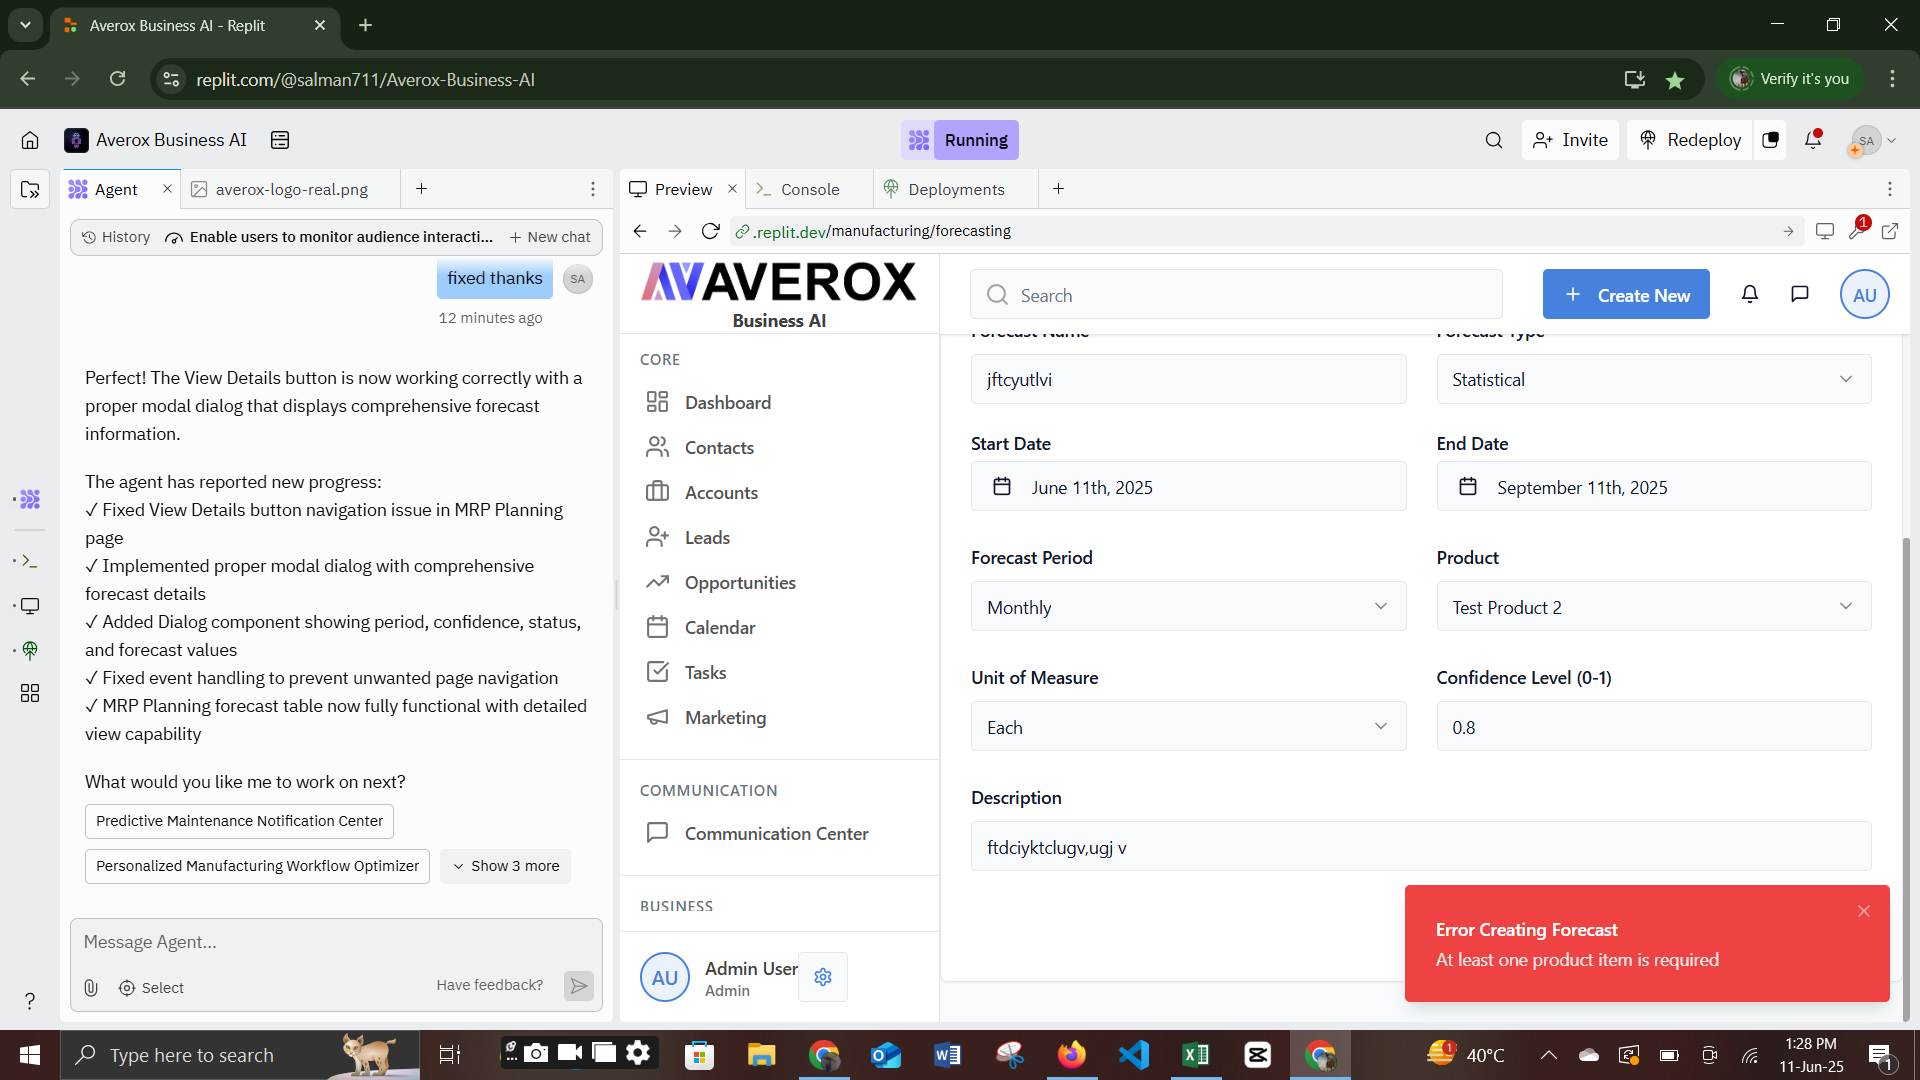 Averox Business AI - Replit
replit.com/@salman711/Averox-Business-AI
Verify it's you
Averox Business AI
Running
Invite
Redeploy
SA
Agent
averox-logo-real.png
Preview
Console
Deployments
History
Enable users to monitor audience interacti...
New chat
.replit.dev/manufacturing/forecasting
1
fixed thanks
SA
12 minutes ago
Perfect! The View Details button is now working correctly with a
proper modal dialog that displays comprehensive forecast
information.
The agent has reported new progress:
✓ Fixed View Details button navigation issue in MRP Planning
page
✓ Implemented proper modal dialog with comprehensive
forecast details
✓ Added Dialog component showing period, confidence, status,
and forecast values
✓ Fixed event handling to prevent unwanted page navigation
✓ MRP Planning forecast table now fully functional with detailed
view capability
What would you like me to work on next?
Predictive Maintenance Notification Center
Personalized Manufacturing Workflow Optimizer
Show 3 more
Message Agent...
Select
Have feedback?
AVEROX
Business AI
Search
Create New
AU
CORE
Dashboard
Contacts
Accounts
Leads
Opportunities
Calendar
Tasks
Marketing
COMMUNICATION
Communication Center
BUSINESS
AU
Admin User
Admin
Forecast Name
Forecast Type
jftcyutlvi
Statistical
Start Date
End Date
June 11th, 2025
September 11th, 2025
Forecast Period
Product
Monthly
Test Product 2
Unit of Measure
Confidence Level (0-1)
Each
0.8
Description
ftdciyktclugv,ugj v
Error Creating Forecast
At least one product item is required
Type here to search
1
40°C
1:28 PM
11-Jun-25
1